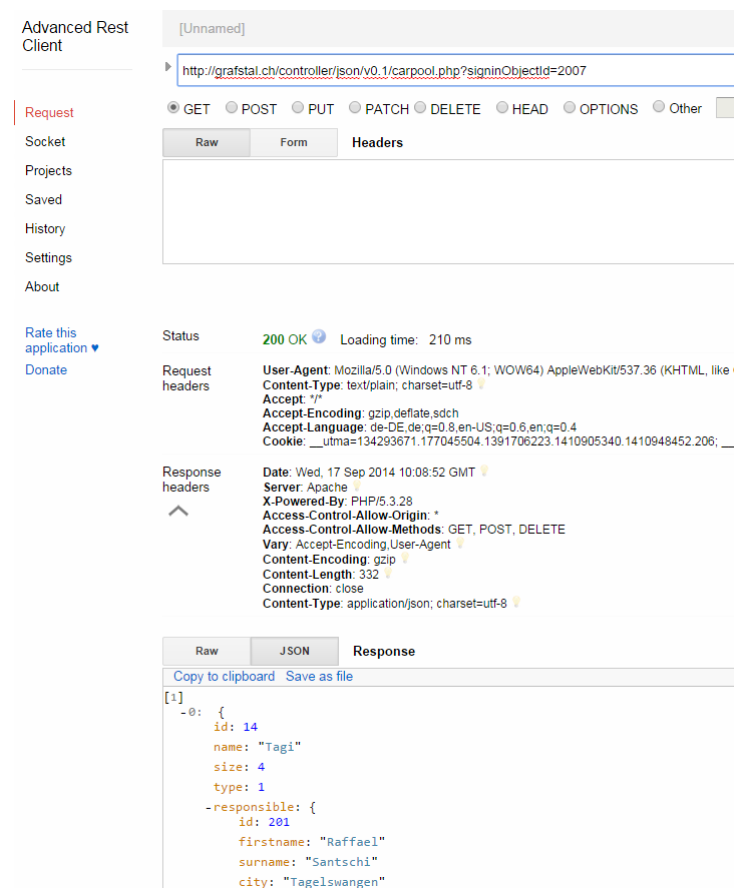 Advanced Rest
Client
[Unnamed]
http://grafstal.ch/controller/json/v0.1/carpool.php?signinObjectId=2007
GET POST PUT PATCH DELETE HEAD OPTIONS Other
Request
Socket
Projects
Saved
History
Settings
About
Rate this
application ♥
Donate
Raw Form Headers
Status 200 OK ? Loading time: 210 ms
Request
headers
User-Agent: Mozilla/5.0 (Windows NT 6.1; WOW64) AppleWebKit/537.36 (KHTML, like
Content-Type: text/plain; charset=utf-8
Accept: */*
Accept-Encoding: gzip,deflate,sdch
Accept-Language: de-DE,de;q=0.8,en-US;q=0.6,en;q=0.4
Cookie: __utma=134293671.177045504.1391706223.1410905340.1410948452.206; __
Response
headers
Date: Wed, 17 Sep 2014 10:08:52 GMT
Server: Apache
X-Powered-By: PHP/5.3.28
Access-Control-Allow-Origin: *
Access-Control-Allow-Methods: GET, POST, DELETE
Vary: Accept-Encoding,User-Agent
Content-Encoding: gzip
Content-Length: 332
Connection: close
Content-Type: application/json; charset=utf-8
Raw JSON Response
Copy to clipboard Save as file
[1]
-0: {
id: 14
name: "Tagi"
size: 4
type: 1
-responsible: {
id: 201
firstname: "Raffael"
surname: "Santschi"
city: "Tagelswangen"